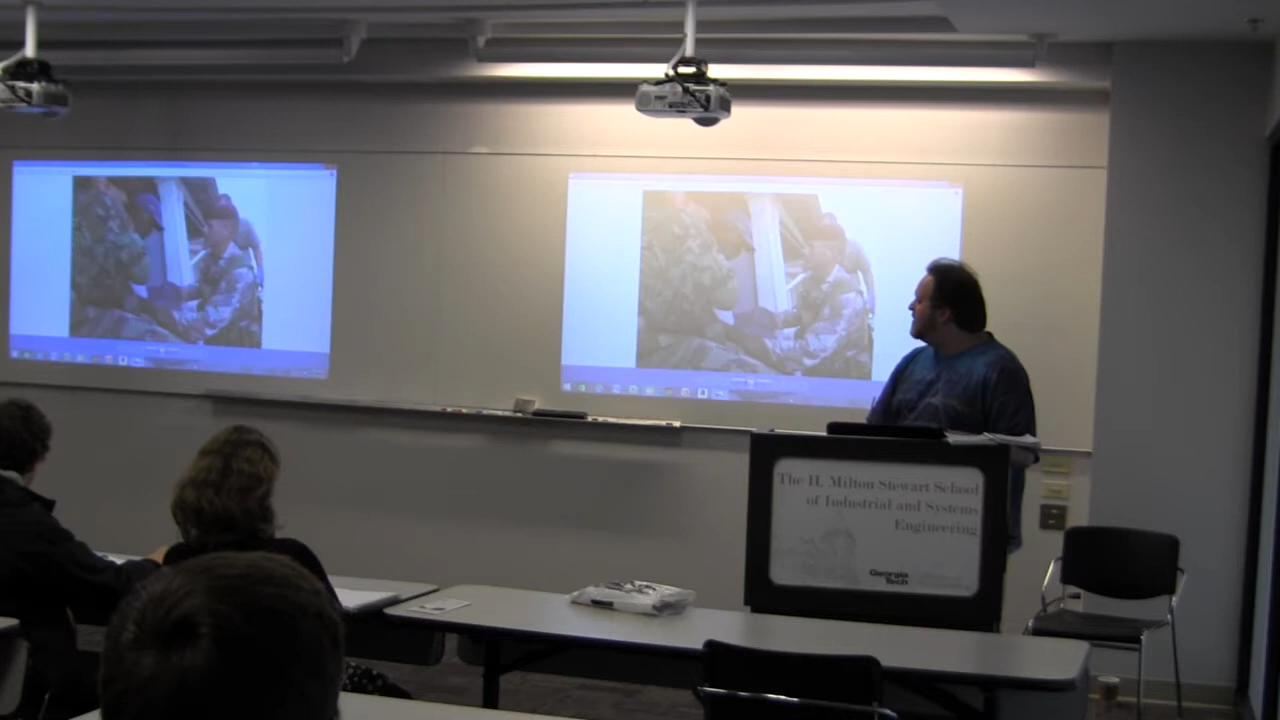 The H. Milton Stewart School
of Industrial and Systems
Engineering
Georgia
Tech